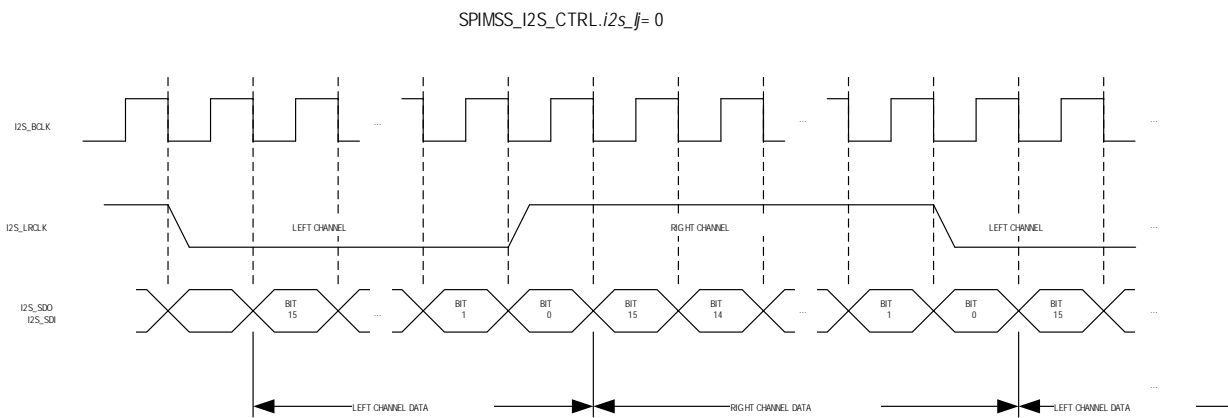 SPIMSS_I2S_CTRL.i2s_lj= 0
I2S_BCLK
...
...
...
I2S_LRCLK
LEFT CHANNEL
RIGHT CHANNEL
LEFT CHANNEL
...
I2S_SDO
I2S_SDI
BIT
15
...
BIT
1
BIT
0
BIT
15
BIT
14
...
BIT
1
BIT
0
BIT
15
...
...
LEFT CHANNEL DATA
RIGHT CHANNEL DATA
LEFT CHANNEL DATA